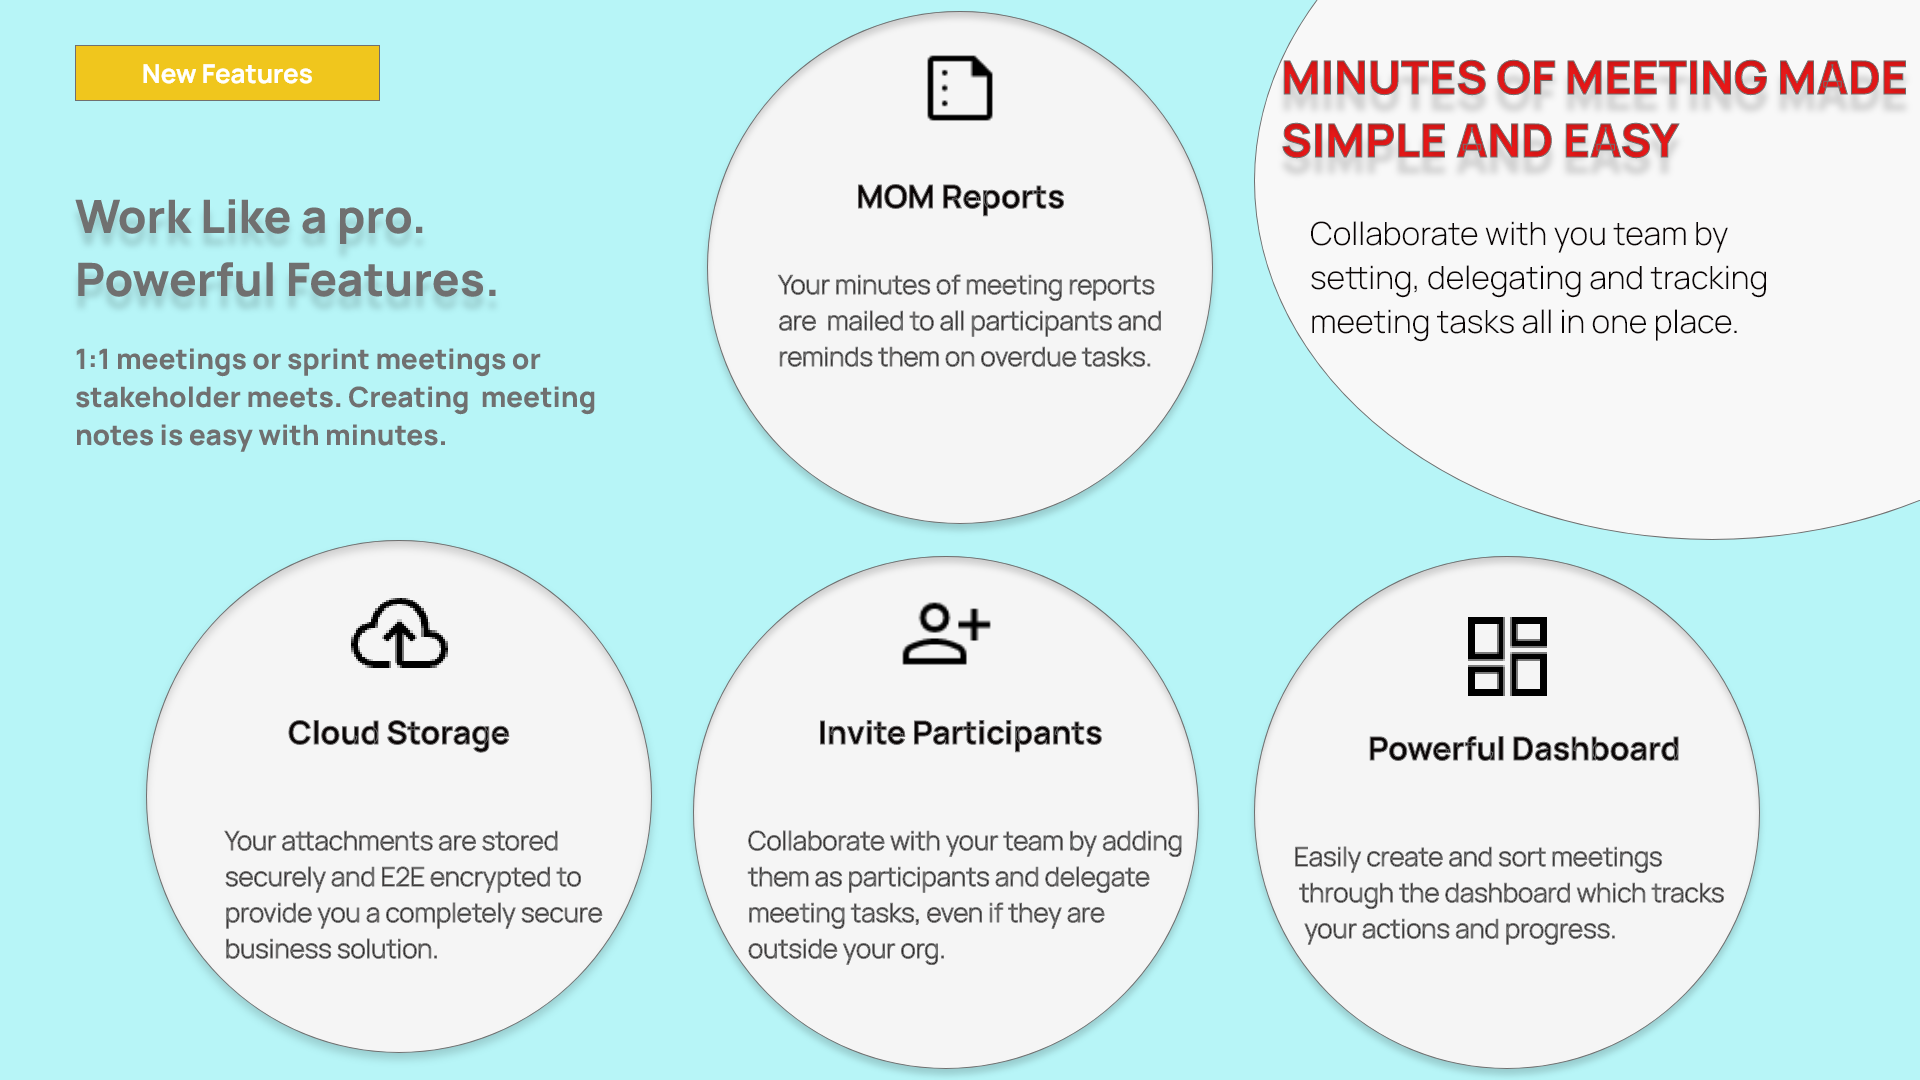 New Features
Work Like a pro.
Powerful Features.
1:1 meetings or sprint meetings or
stakeholder meets. Creating  meeting
notes is easy with minutes.
MOM Reports
Your minutes of meeting reports
are  mailed to all participants and
reminds them on overdue tasks.
MINUTES OF MEETING MADE
SIMPLE AND EASY
Collaborate with you team by
setting, delegating and tracking
meeting tasks all in one place.
Cloud Storage
Your attachments are stored
securely and E2E encrypted to
provide you a completely secure
business solution.
Invite Participants
Collaborate with your team by adding
them as participants and delegate
meeting tasks, even if they are
outside your org.
Powerful Dashboard
Easily create and sort meetings
through the dashboard which tracks
your actions and progress.